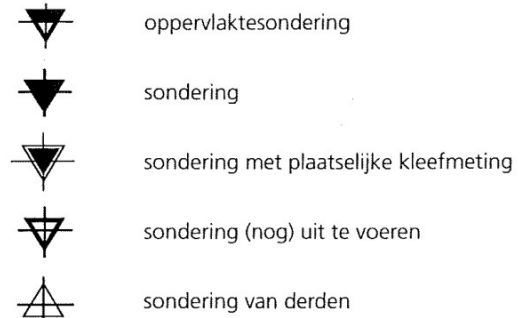 oppervlaktesondering
sondering
sondering met plaatselijke kleefmeting
sondering (nog) uit te voeren
sondering van derden